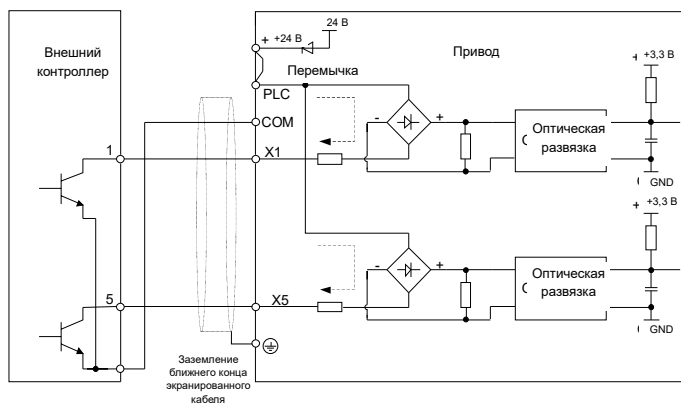 Внешний
контроллер
1
5
+ +24 В
24 В
Перемычка
Привод
PLC
COM
X1
X5
- +
Оптическая
развязка
+3,3 В
GND
- +
Оптическая
развязка
+3,3 В
GND
Заземление
ближнего конца
экранированного
кабеля